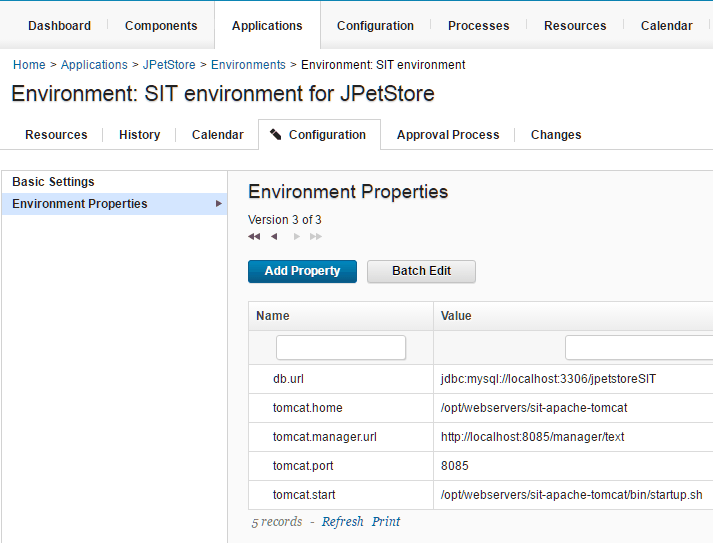 Dashboard Components Applications Configuration Processes Resources Calendar
Home > Applications > JPetStore > Environments > Environment: SIT environment
Environment: SIT environment for JPetStore
Resources History Calendar Configuration Approval Process Changes
Basic Settings
Environment Properties
Environment Properties
Version 3 of 3
Add Property Batch Edit
Name Value
db.url jdbc:mysql://localhost:3306/jpetstoreSIT
tomcat.home /opt/webservers/sit-apache-tomcat
tomcat.manager.url http://localhost:8085/manager/text
tomcat.port 8085
tomcat.start /opt/webservers/sit-apache-tomcat/bin/startup.sh
5 records - Refresh Print